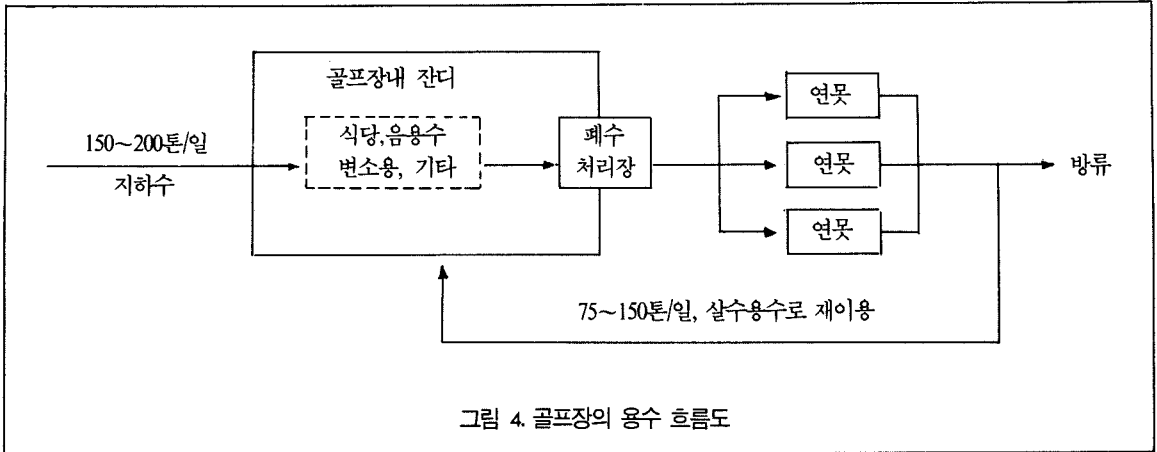 골프장내 잔디
150~200톤/일
지하수
식당,음용수
변소용, 기타
폐수
처리장
연못
연못
연못
방류
75~150톤/일, 살수용수로 재이용
그림 4. 골프장의 용수 흐름도